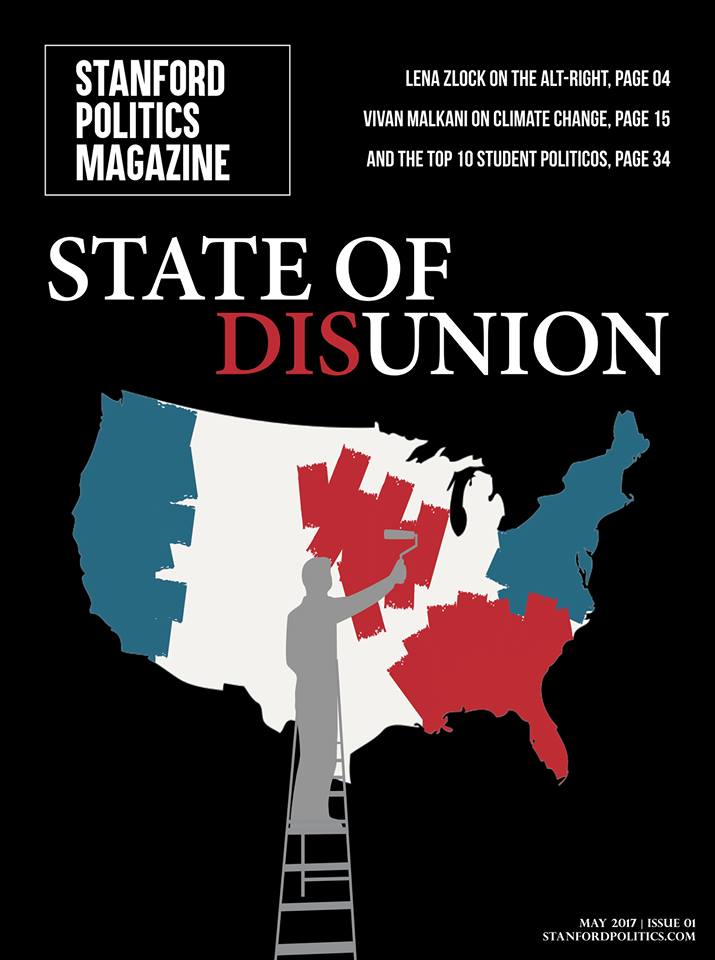 STANFORD
POLITICS
MAGAZINE
LENA ZLOCK ON THE ALT-RIGHT, PAGE 04
VIVAN MALKANI ON CLIMATE CHANGE, PAGE 15
AND THE TOP 10 STUDENT POLITICOS, PAGE 34
STATE OF
DISUNION
MAY 2017 | ISSUE 01
STANFORDPOLITICS.COM